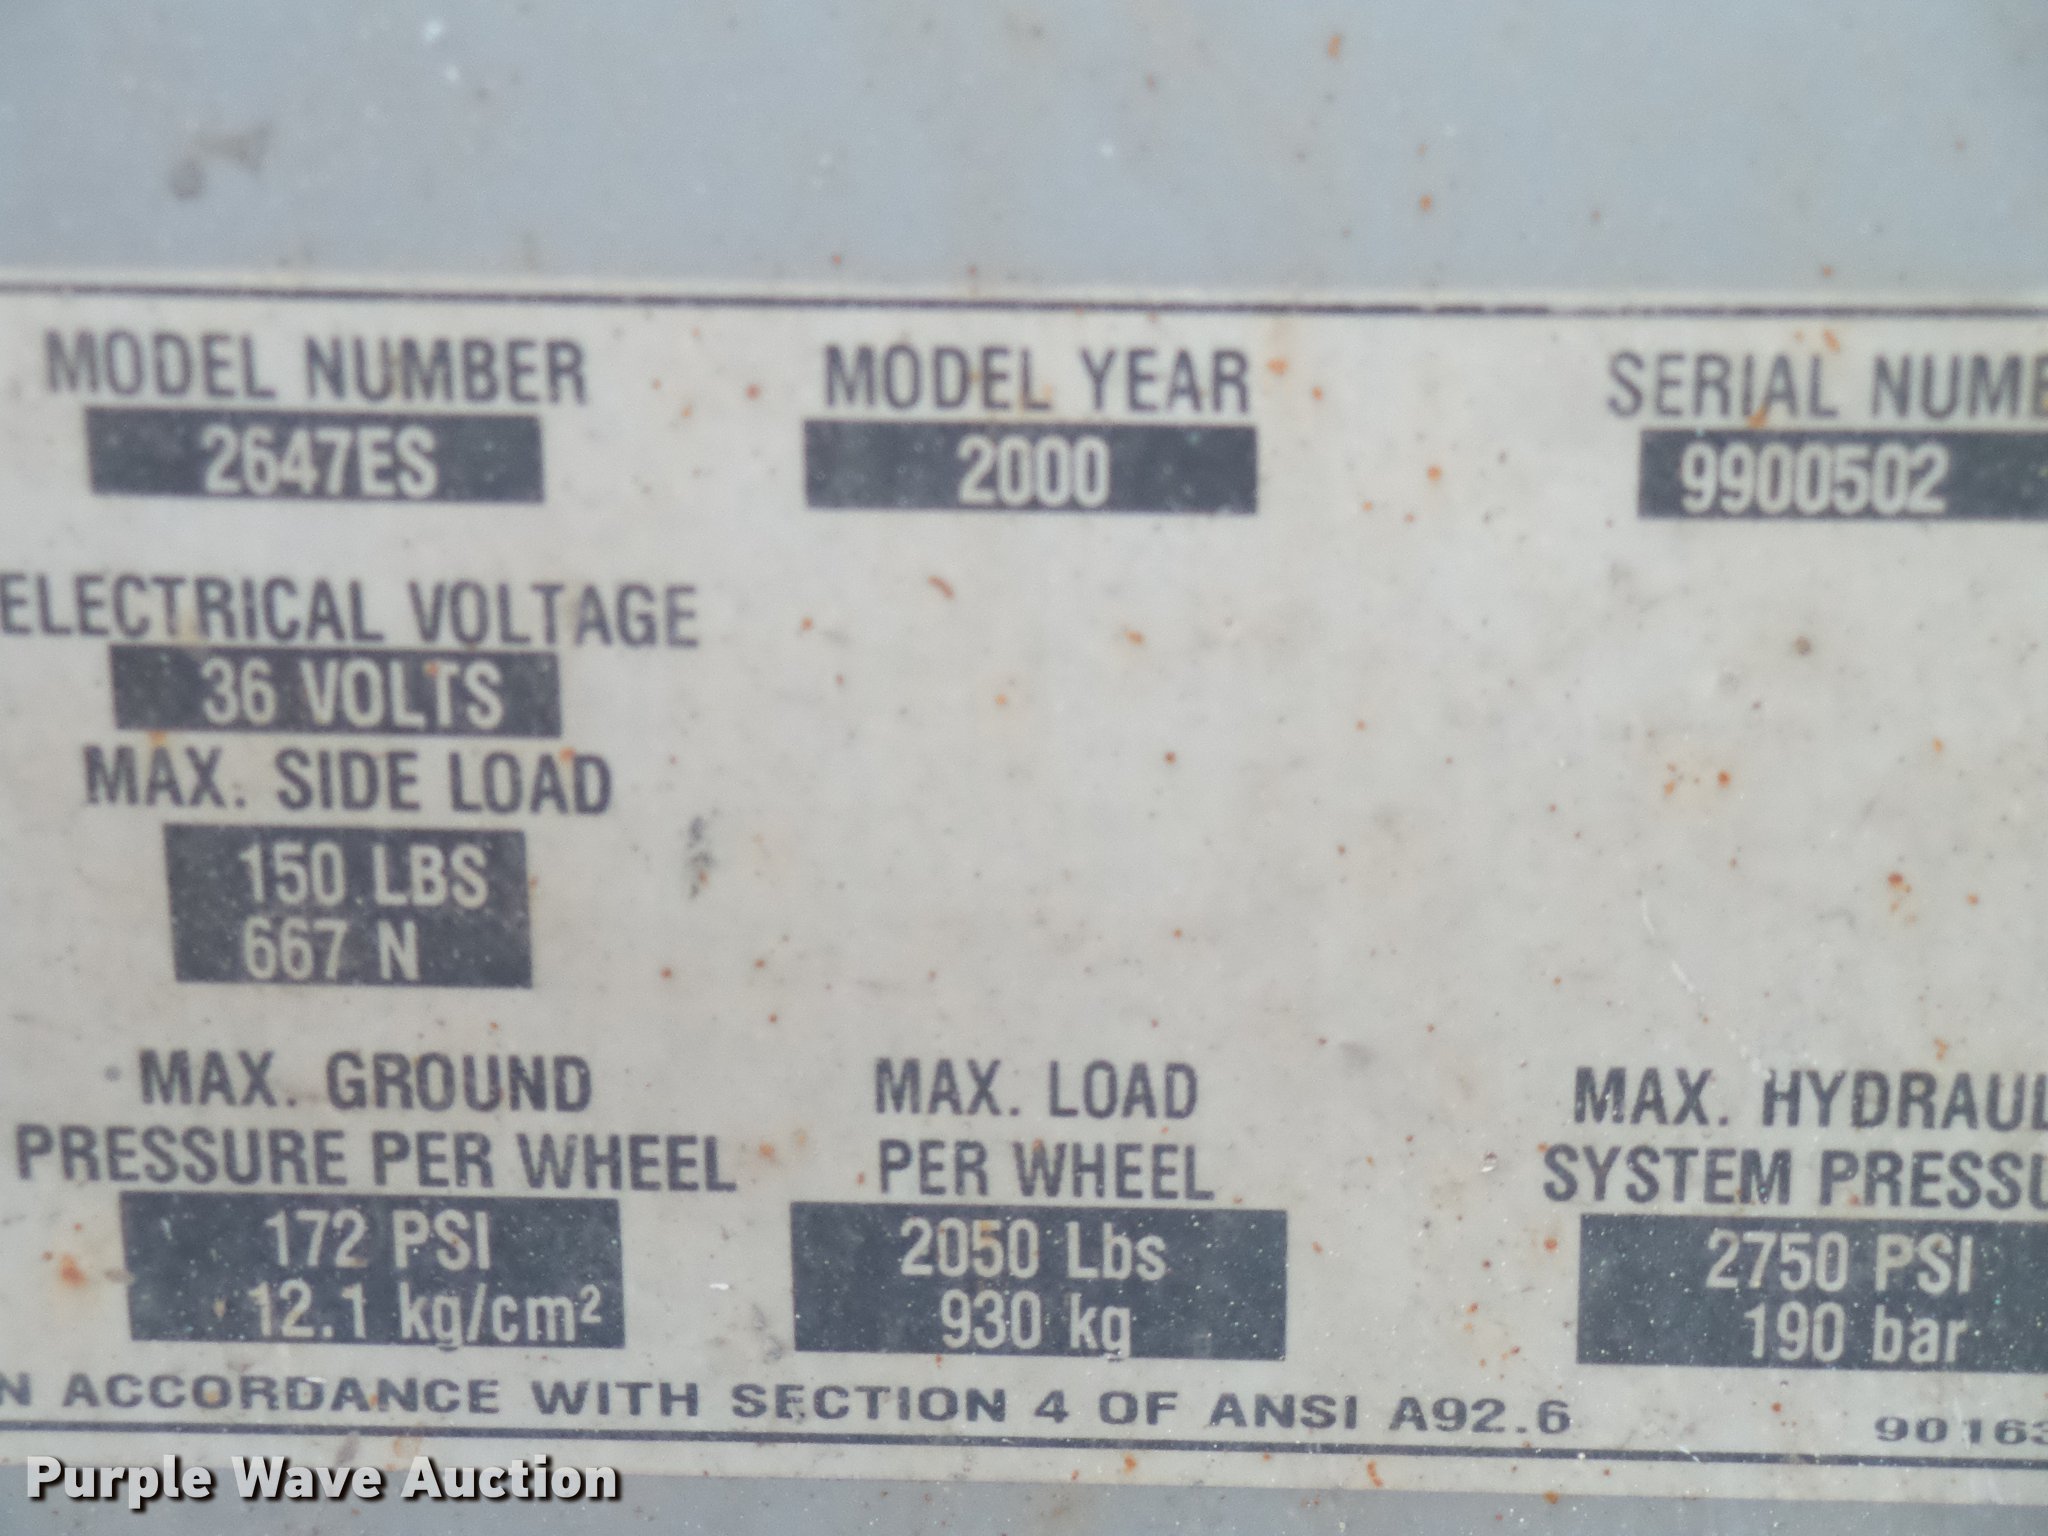 MODEL NUMBER MODEL YEAR SERIAL NUMB
2647ES 2000 9900502
ELECTRICAL VOLTAGE
36 VOLTS
MAX. SIDE LOAD
150 LBS
667 N
MAX. GROUND MAX. LOAD MAX. HYDRAUL
PRESSURE PER WHEEL PER WHEEL SYSTEM PRESSU
172 PSI 2050 Lbs 2750 PSI
12.1 kg/cm² 930 kg 190 bar
N ACCORDANCE WITH SECTION 4 OF ANSI A92.6 90163
Purple Wave Auction